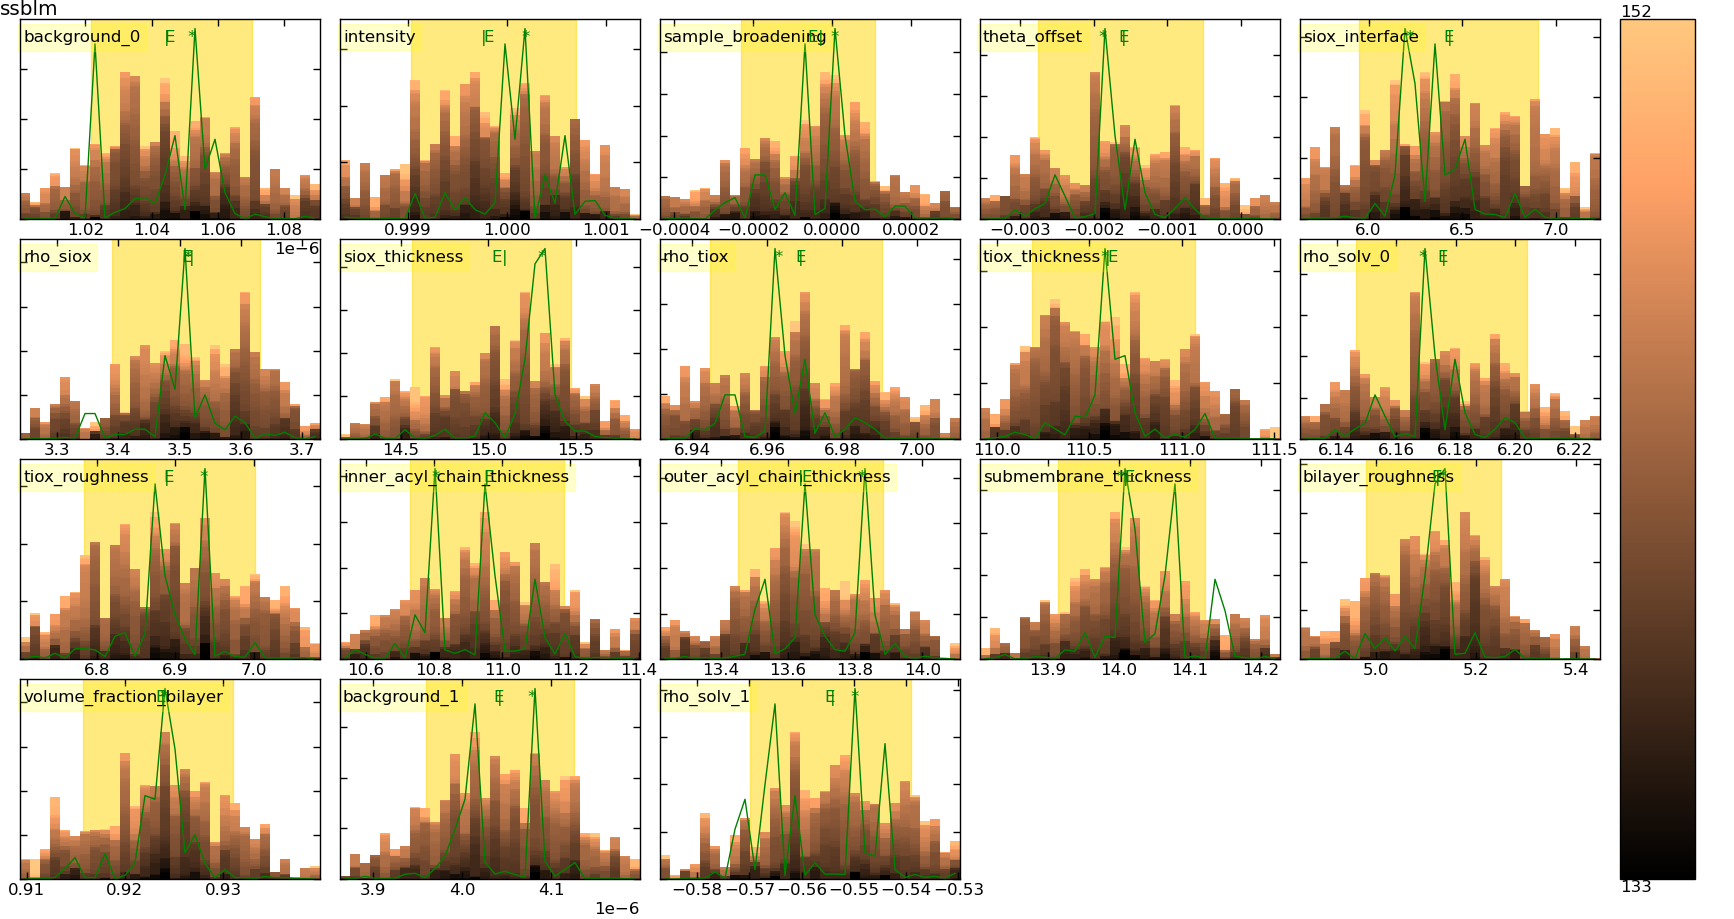 ssblm
152
background_0 E *
intensity E *
sample_broadening E *
theta_offset * E
siox_interface * E
1.02 1.04 1.06 1.08
0.999 1.000 1.001
−0.0004 −0.0002 0.0000 0.0002
−0.003 −0.002 −0.001 0.000
6.0 6.5 7.0
1e−6
rho_siox E
siox_thickness E| *
rho_tiox * E
tiox_thickness * E
rho_solv_0 * E
3.3 3.4 3.5 3.6 3.7
14.5 15.0 15.5
6.94 6.96 6.98 7.00
110.0 110.5 111.0 111.5
6.14 6.16 6.18 6.20 6.22
tiox_roughness E *
inner_acyl_chain_thickness * E
outer_acyl_chain_thickness |E *
submembrane_thickness E
bilayer_roughness E
6.8 6.9 7.0
10.6 10.8 11.0 11.2 11.4
13.4 13.6 13.8 14.0
13.9 14.0 14.1 14.2
5.0 5.2 5.4
volume_fraction_bilayer E
background_1 E *
rho_solv_1 E *
0.91 0.92 0.93
3.9 4.0 4.1
−0.58 −0.57 −0.56 −0.55 −0.54 −0.53
1e−6
133